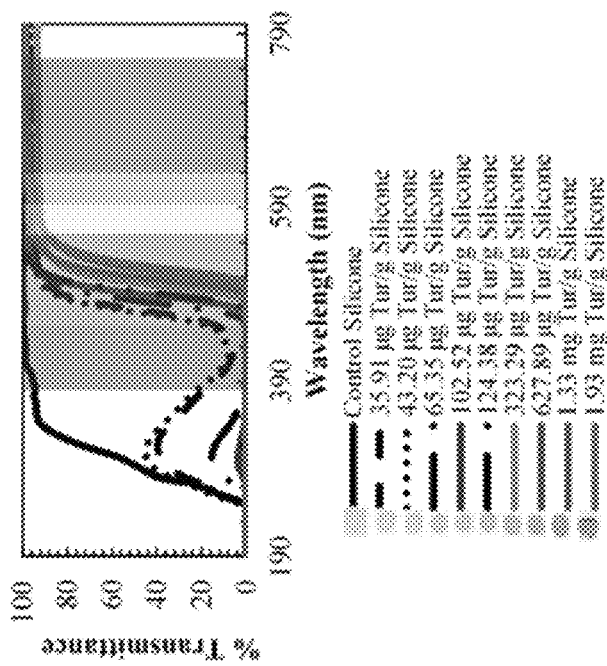 % Transmittance
100
80
60
40
20
0
190
390
590
790
Wavelength (nm)
Control Silicone
35.91 µg Tur/g Silicone
43.20 µg Tur/g Silicone
65.35 µg Tur/g Silicone
102.52 µg Tur/g Silicone
124.38 µg Tur/g Silicone
323.29 µg Tur/g Silicone
627.89 µg Tur/g Silicone
1.33 mg Tur/g Silicone
1.93 mg Tur/g Silicone